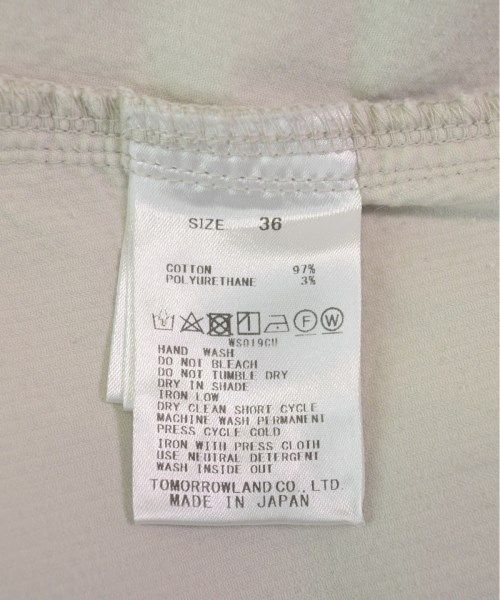 SIZE 36
COTTON 97%
POLYURETHANE 3%
F W
WS019CU
HAND WASH
DO NOT BLEACH
DO NOT TUMBLE DRY
DRY IN SHADE
IRON LOW
DRY CLEAN SHORT CYCLE
MACHINE WASH PERMANENT
PRESS CYCLE COLD
IRON WITH PRESS CLOTH
USE NEUTRAL DETERGENT
WASH INSIDE OUT
TOMORROWLAND CO., LTD.
MADE IN JAPAN